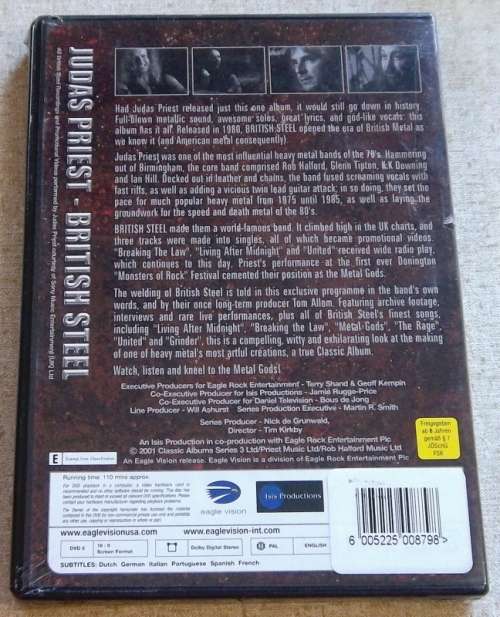 Had Judas Priest released just this one album, it would still go down in history.
Full-blown metallic sound, awesome solos, great lyrics, and god-like vocals: this
album has it all. Released in 1980, BRITISH STEEL opened the era of British Metal as
we know it (and American metal consequently).
Judas Priest was one of the most influential heavy metal bands of the 70's. Hammering
out of Birmingham, the core band comprised Rob Halford, Glenn Tipton, K.K Downing
and Ian Hill. Decked out in leather and chains, the band fused screaming vocals with
fast riffs, as well as adding a vicious twin lead guitar attack; in so doing, they set the
pace for much popular heavy metal from 1975 until 1985, as well as laying the
groundwork for the speed and death metal of the 80's.
BRITISH STEEL made them a world-famous band. It climbed high in the UK charts, and
three tracks were made into singles, all of which became promotional videos.
"Breaking The Law", "Living After Midnight" and "United" received wide radio play,
which continues to this day. Priest's performance at the first ever Donington
"Monsters of Rock" Festival cemented their position as the Metal Gods.
The welding of British Steel is told in this exclusive programme in the band's own
words, and by their once long-term producer Tom Allom. Featuring archive footage,
interviews and rare live performances, plus all of British Steel's finest songs,
including "Living After Midnight", "Breaking the Law", "Metal Gods", "The Rage",
"United" and "Grinder", this is a compelling, witty and exhilarating look at the making
of one of heavy metal's most artful creations, a true Classic Album.
Watch, listen and kneel to the Metal Gods!
Executive Producers for Eagle Rock Entertainment - Terry Shand & Geoff Kempin
Co-Executive Producer for Isis Productions - Jamie Rugge-Price
Co-Executive Producer for Daniel Television - Bous de Jong
Line Producer - Will Ashurst Series Production Executive - Martin R. Smith
Series Producer - Nick de Grunwald,
Director - Tim Kirkby
An Isis Production in co-production with Eagle Rock Entertainment Plc
© 2001 Classic Albums Series 3 Ltd/Priest Music Ltd/Rob Halford Music Ltd
An Eagle Vision release. Eagle Vision is a division of Eagle Rock Entertainment Plc
JUDAS PRIEST - BRITISH STEEL
E
Freigegeben
ab 6 Jahren
gemäß § 7
JÖSchG
FSK
Running time: 110 mins approx
eagle vision
Isis Productions
www.eaglevisionusa.com www.eaglevision-int.com
DVD 9
16 : 9
Screen Format
Dolby Digital Stereo
PAL
ENGLISH
SUBTITLES: Dutch German Italian Portuguese Spanish French
6 005225 008798 >